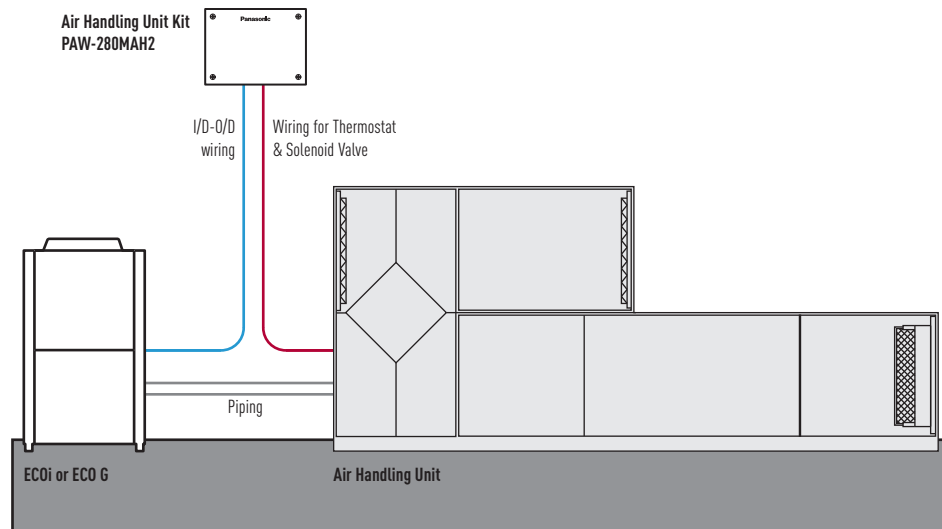 Air Handling Unit Kit
PAW-280MAH2
Panasonic
I/D-O/D
wiring
Wiring for Thermostat
& Solenoid Valve
Piping
ECOi or ECO G
Air Handling Unit